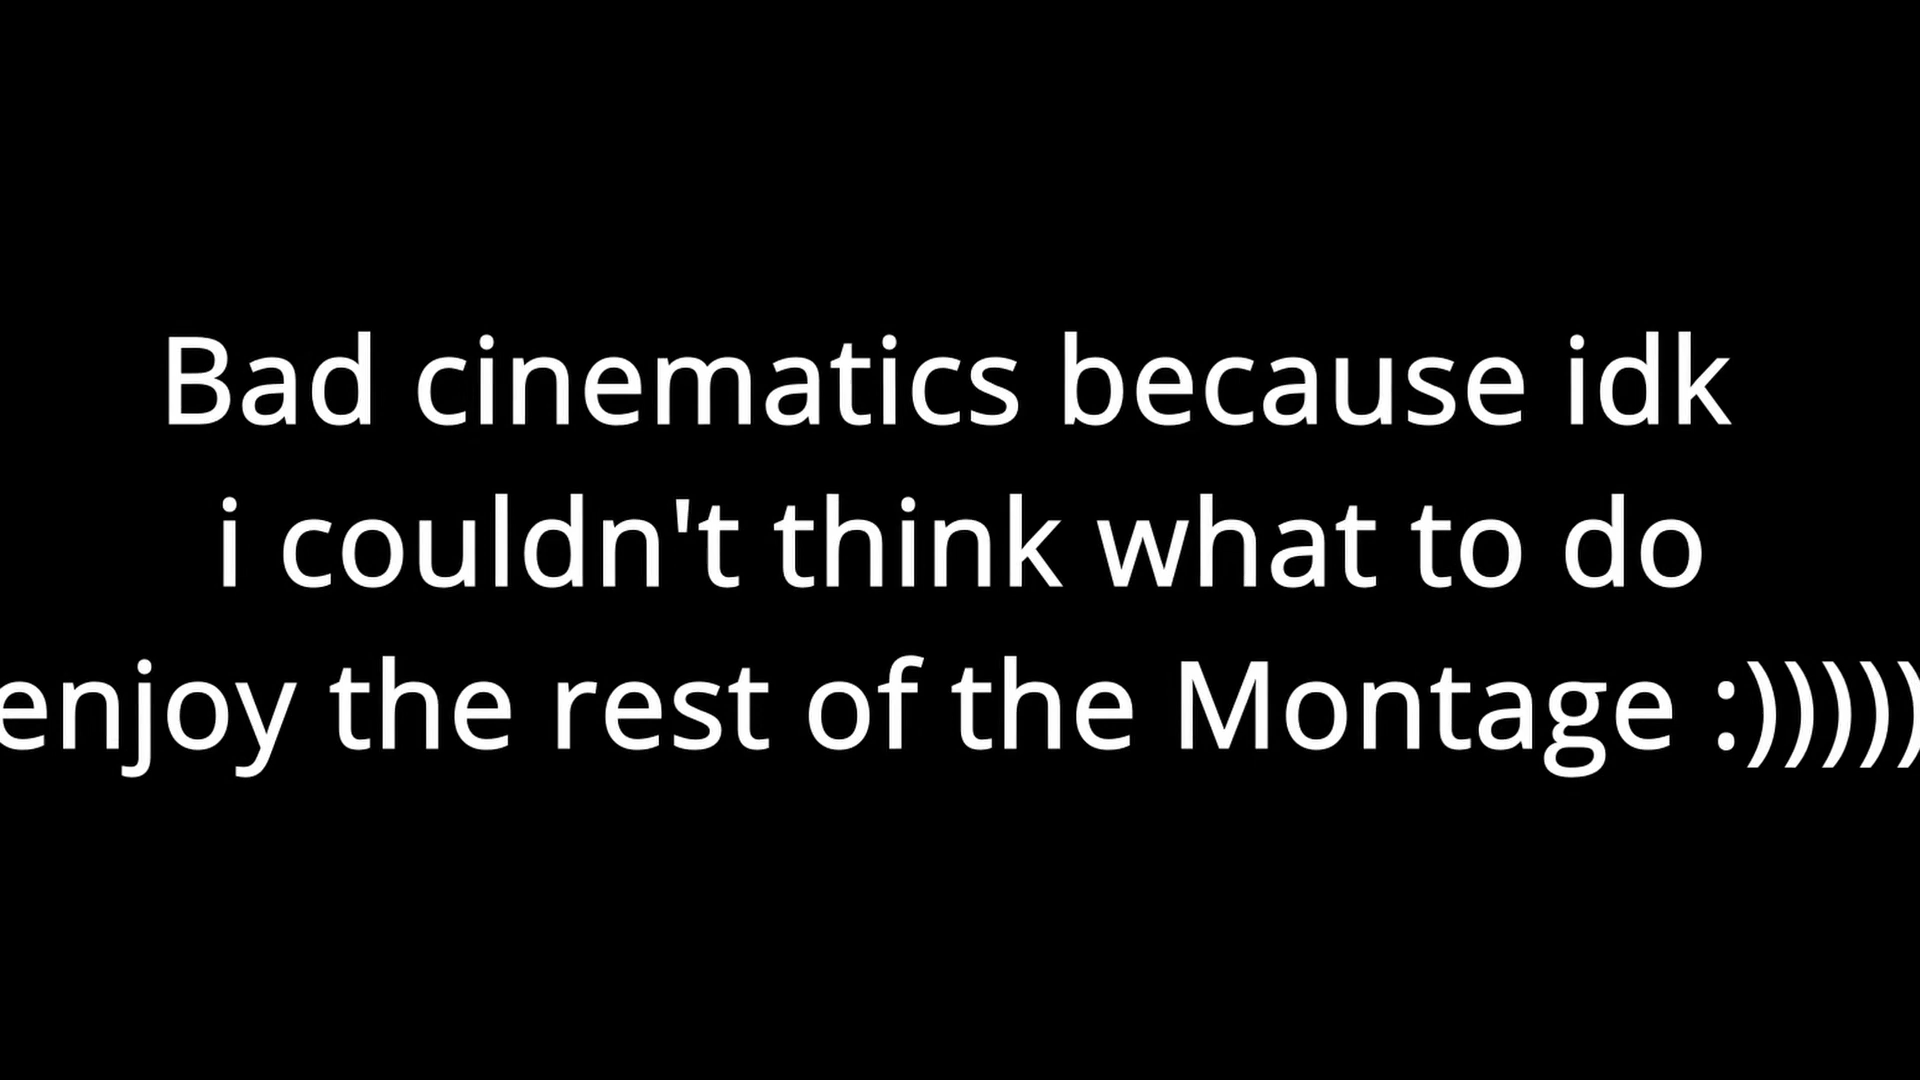 Bad cinematics because idk
i couldn't think what to do
enjoy the rest of the Montage :)))))